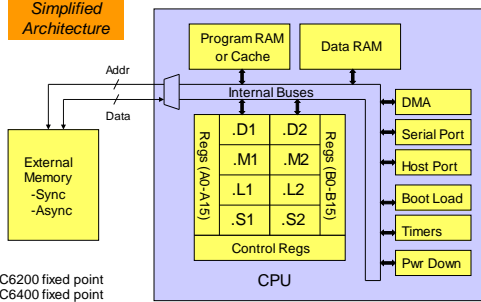 Simplified
Architecture
Program RAM
or Cache
Data RAM
Addr
Internal Buses
Data
DMA
Serial Port
Host Port
Boot Load
Timers
Pwr Down
External
Memory
-Sync
-Async
Regs (A0-A15)
.D1
.D2
.M1
.M2
.L1
.L2
.S1
.S2
Regs (B0-B15)
Control Regs
CPU
C6200 fixed point
C6400 fixed point